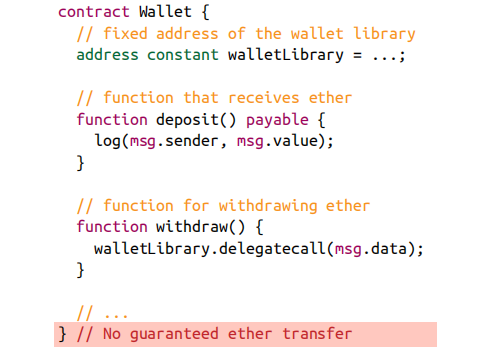 contract Wallet {
// fixed address of the wallet library
address constant walletLibrary = ...;
// function that receives ether
function deposit() payable {
log(msg.sender, msg.value);
}
// function for withdrawing ether
function withdraw() {
walletLibrary.delegatecall(msg.data);
}
// ...
} // No guaranteed ether transfer